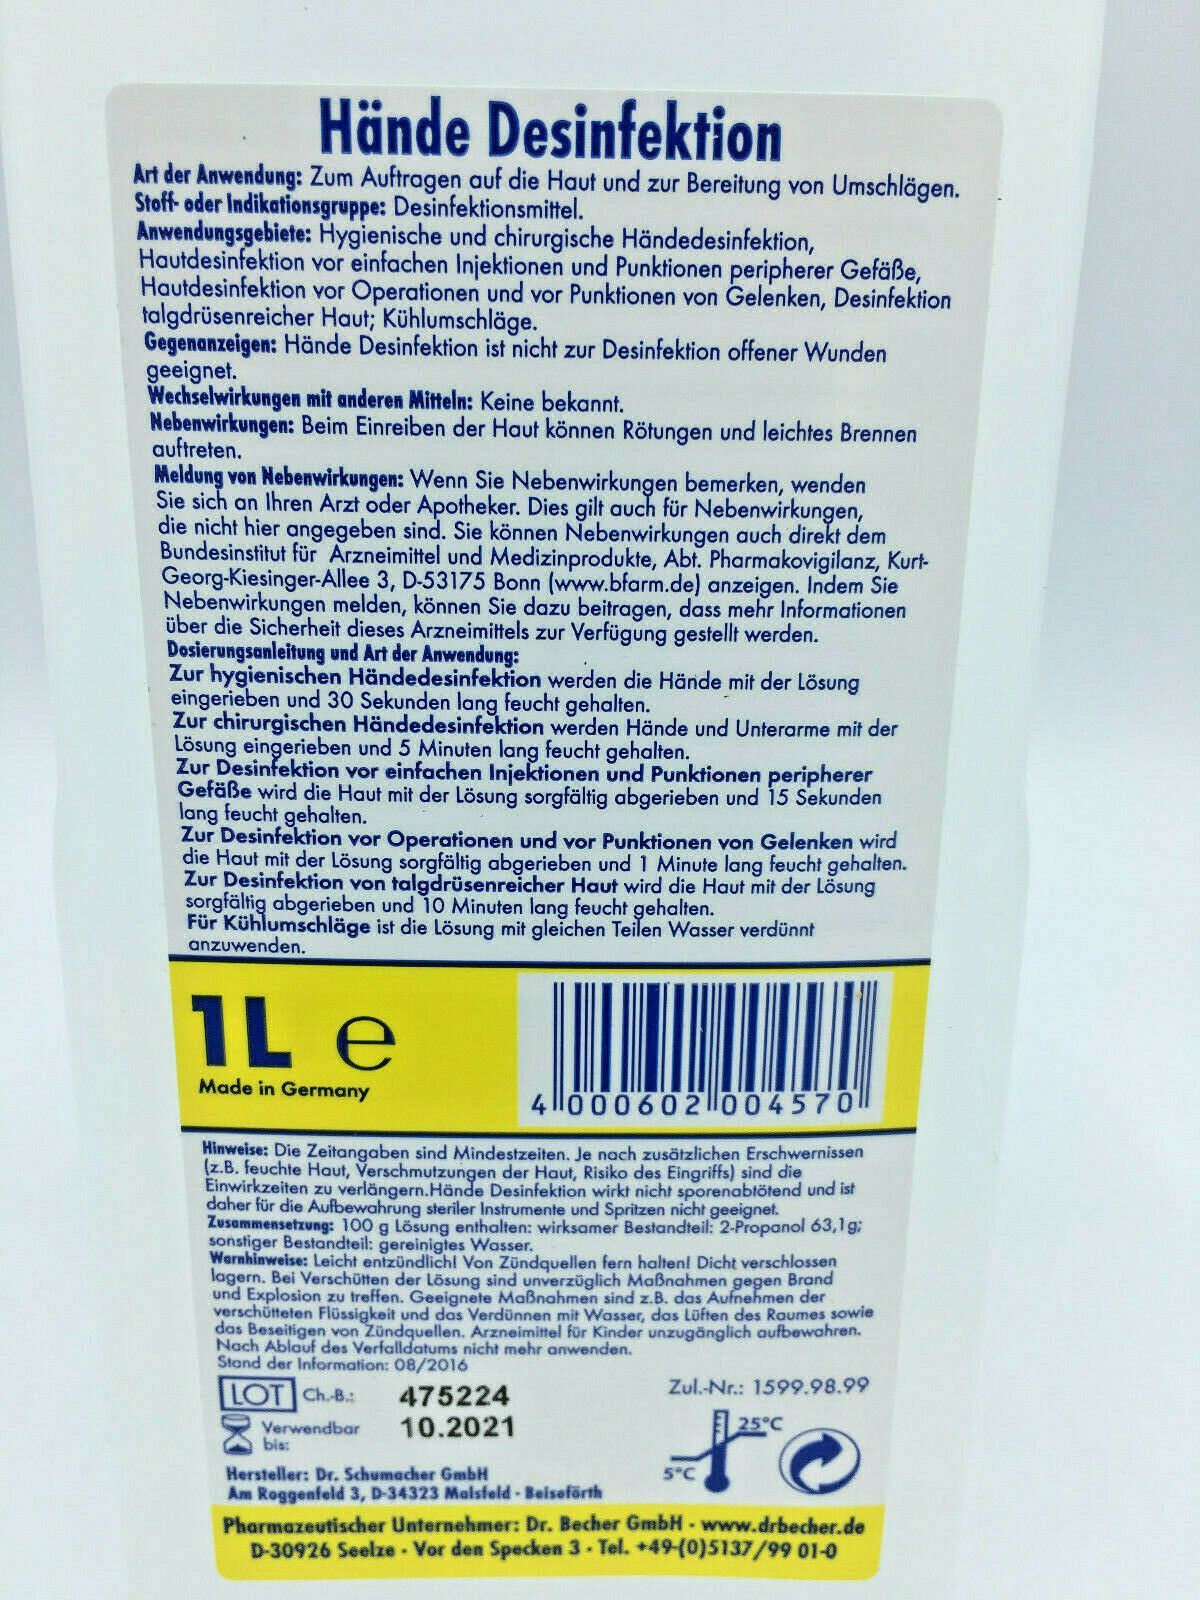 Hände Desinfektion
Art der Anwendung: Zum Auftragen auf die Haut und zur Bereitung von Umschlägen.
Stoff- oder Indikationsgruppe: Desinfektionsmittel.
Anwendungsgebiete: Hygienische und chirurgische Händedesinfektion,
Hautdesinfektion vor einfachen Injektionen und Punktionen peripherer Gefäße,
Hautdesinfektion vor Operationen und vor Punktionen von Gelenken, Desinfektion
talgdrüsenreicher Haut; Kühlumschläge.
Gegenanzeigen: Hände Desinfektion ist nicht zur Desinfektion offener Wunden
geeignet.
Wechselwirkungen mit anderen Mitteln: Keine bekannt.
Nebenwirkungen: Beim Einreiben der Haut können Rötungen und leichtes Brennen
auftreten.
Meldung von Nebenwirkungen: Wenn Sie Nebenwirkungen bemerken, wenden
Sie sich an Ihren Arzt oder Apotheker. Dies gilt auch für Nebenwirkungen,
die nicht hier angegeben sind. Sie können Nebenwirkungen auch direkt dem
Bundesinstitut für Arzneimittel und Medizinprodukte, Abt. Pharmakovigilanz, Kurt-
Georg-Kiesinger-Allee 3, D-53175 Bonn (www.bfarm.de) anzeigen. Indem Sie
Nebenwirkungen melden, können Sie dazu beitragen, dass mehr Informationen
über die Sicherheit dieses Arzneimittels zur Verfügung gestellt werden.
Dosierungsanleitung und Art der Anwendung:
Zur hygienischen Händedesinfektion werden die Hände mit der Lösung
eingerieben und 30 Sekunden lang feucht gehalten.
Zur chirurgischen Händedesinfektion werden Hände und Unterarme mit der
Lösung eingerieben und 5 Minuten lang feucht gehalten.
Zur Desinfektion vor einfachen Injektionen und Punktionen peripherer
Gefäße wird die Haut mit der Lösung sorgfältig abgerieben und 15 Sekunden
lang feucht gehalten.
Zur Desinfektion vor Operationen und vor Punktionen von Gelenken wird
die Haut mit der Lösung sorgfältig abgerieben und 1 Minute lang feucht gehalten.
Zur Desinfektion von talgdrüsenreicher Haut wird die Haut mit der Lösung
sorgfältig abgerieben und 10 Minuten lang feucht gehalten.
Für Kühlumschläge ist die Lösung mit gleichen Teilen Wasser verdünnt
anzuwenden.
1L e
Made in Germany
4 000602 004570
Hinweise: Die Zeitangaben sind Mindestzeiten. Je nach zusätzlichen Erschwernissen
(z.B. feuchte Haut, Verschmutzungen der Haut, Risiko des Eingriffs) sind die
Einwirkzeiten zu verlängern.Hände Desinfektion wirkt nicht sporenabtötend und ist
daher für die Aufbewahrung steriler Instrumente und Spritzen nicht geeignet.
Zusammensetzung: 100 g Lösung enthalten: wirksamer Bestandteil: 2-Propanol 63,1g;
sonstiger Bestandteil: gereinigtes Wasser.
Warnhinweise: Leicht entzündlich! Von Zündquellen fern halten! Dicht verschlossen
lagern. Bei Verschütten der Lösung sind unverzüglich Maßnahmen gegen Brand
und Explosion zu treffen. Geeignete Maßnahmen sind z.B. das Aufnehmen der
verschütteten Flüssigkeit und das Verdünnen mit Wasser, das Lüften des Raumes sowie
das Beseitigen von Zündquellen. Arzneimittel für Kinder unzugänglich aufbewahren.
Nach Ablauf des Verfalldatums nicht mehr anwenden.
Stand der Information: 08/2016
LOT Ch.-B.: 475224
Zul.-Nr.: 1599.98.99
Verwendbar bis: 10.2021
25°C
5°C
Hersteller: Dr. Schumacher GmbH
Am Roggenfeld 3, D-34323 Malsfeld - Beiseförth
Pharmazeutischer Unternehmer: Dr. Becher GmbH - www.drbecher.de
D-30926 Seelze - Vor den Specken 3 - Tel. +49-(0)5137/99 01-0